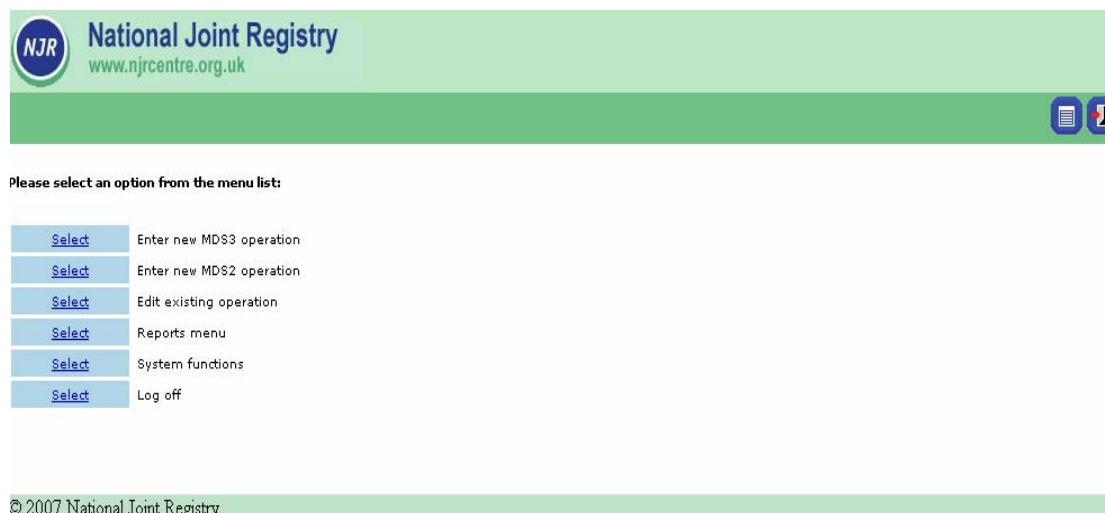 NJR
National Joint Registry
www.njrcentre.org.uk
Please select an option from the menu list:
Select Enter new MDS3 operation
Select Enter new MDS2 operation
Select Edit existing operation
Select Reports menu
Select System functions
Select Log off
© 2007 National Joint Registry